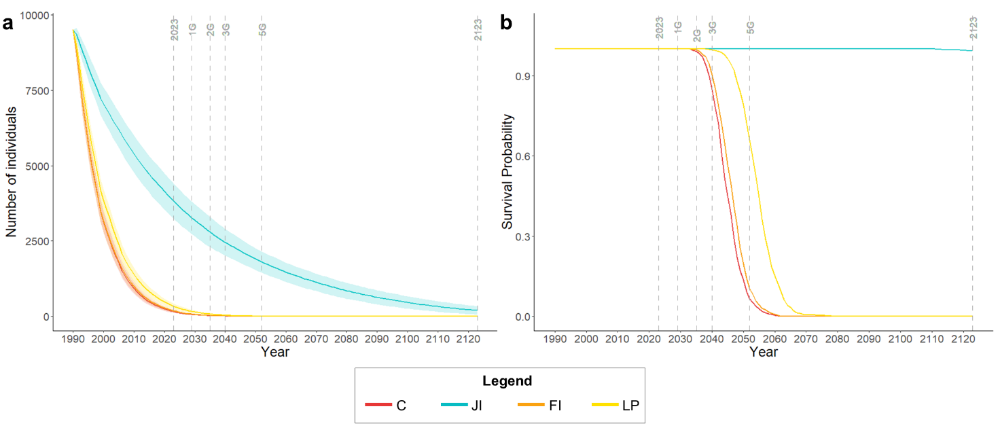 a
10000
7500
5000
2500
0
Number of individuals
2023
1G
2G
3G
5G
2123
1990 2000 2010 2020 2030 2040 2050 2060 2070 2080 2090 2100 2110 2120
Year
b
0.9
0.6
0.3
0.0
Survival Probability
2023
1G
2G
3G
5G
2123
1990 2000 2010 2020 2030 2040 2050 2060 2070 2080 2090 2100 2110 2120
Year
Legend
C JI FI LP